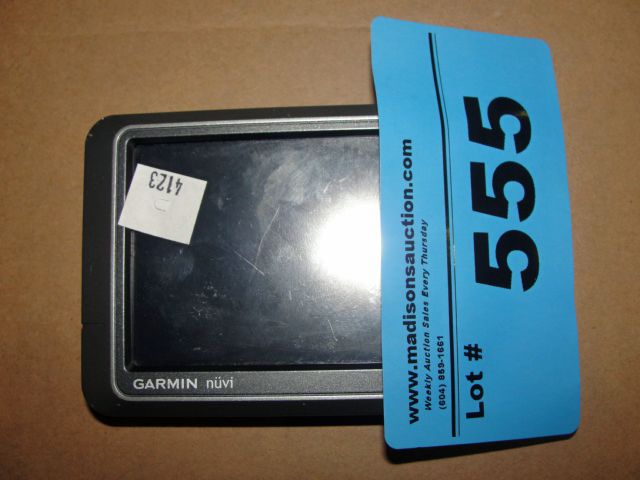 4123
GARMIN nüvi
www.madisonsauction.com
Weekly Auction Sales Every Thursday
(604) 859-1661
Lot # 555